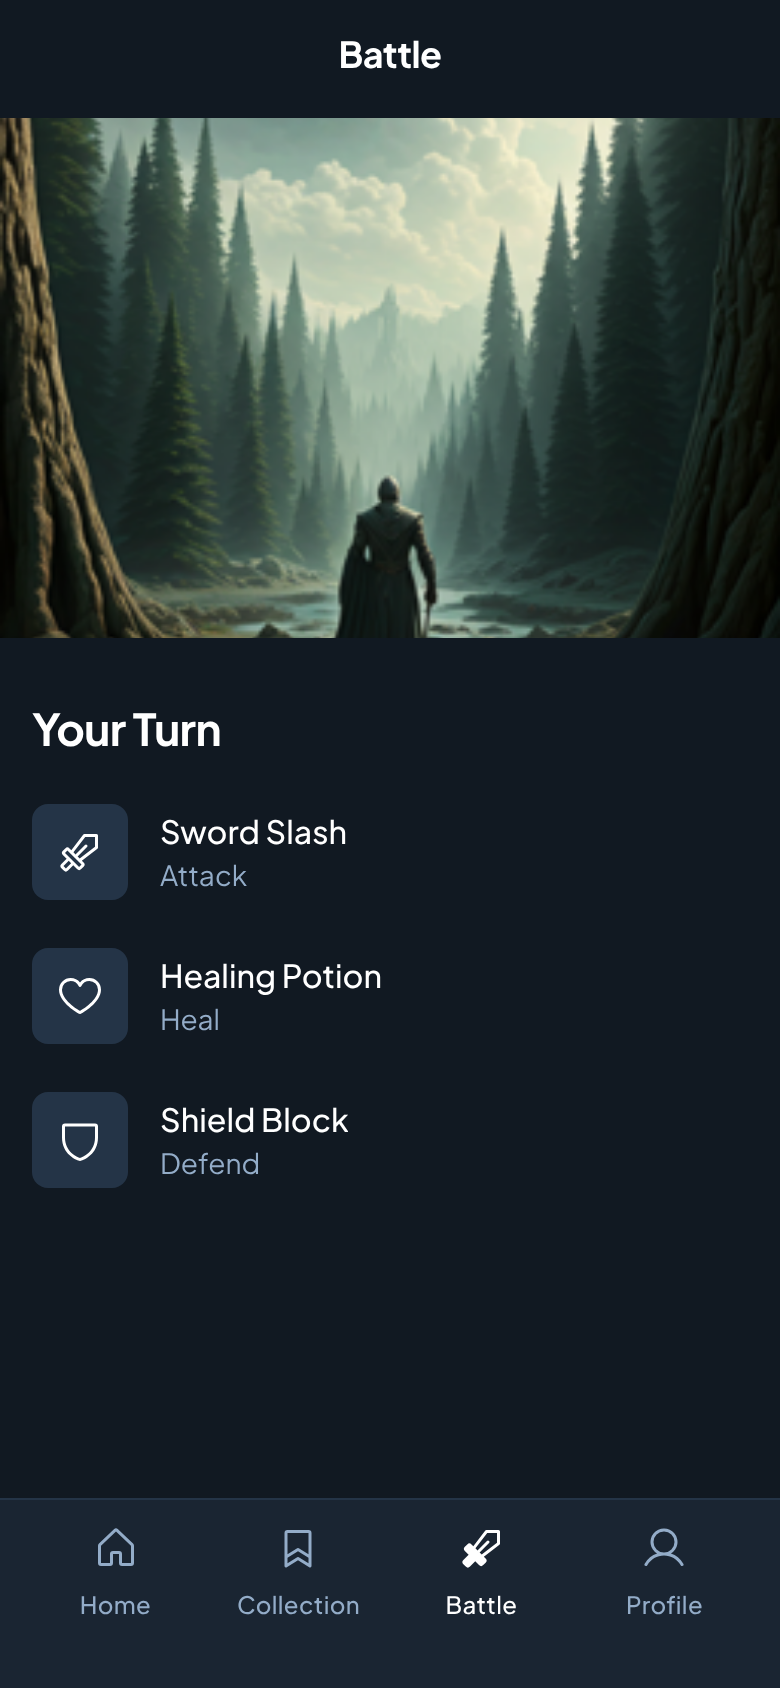 Battle
Your Turn
Sword Slash
Attack
Healing Potion
Heal
Shield Block
Defend
Home
Collection
Battle
Profile